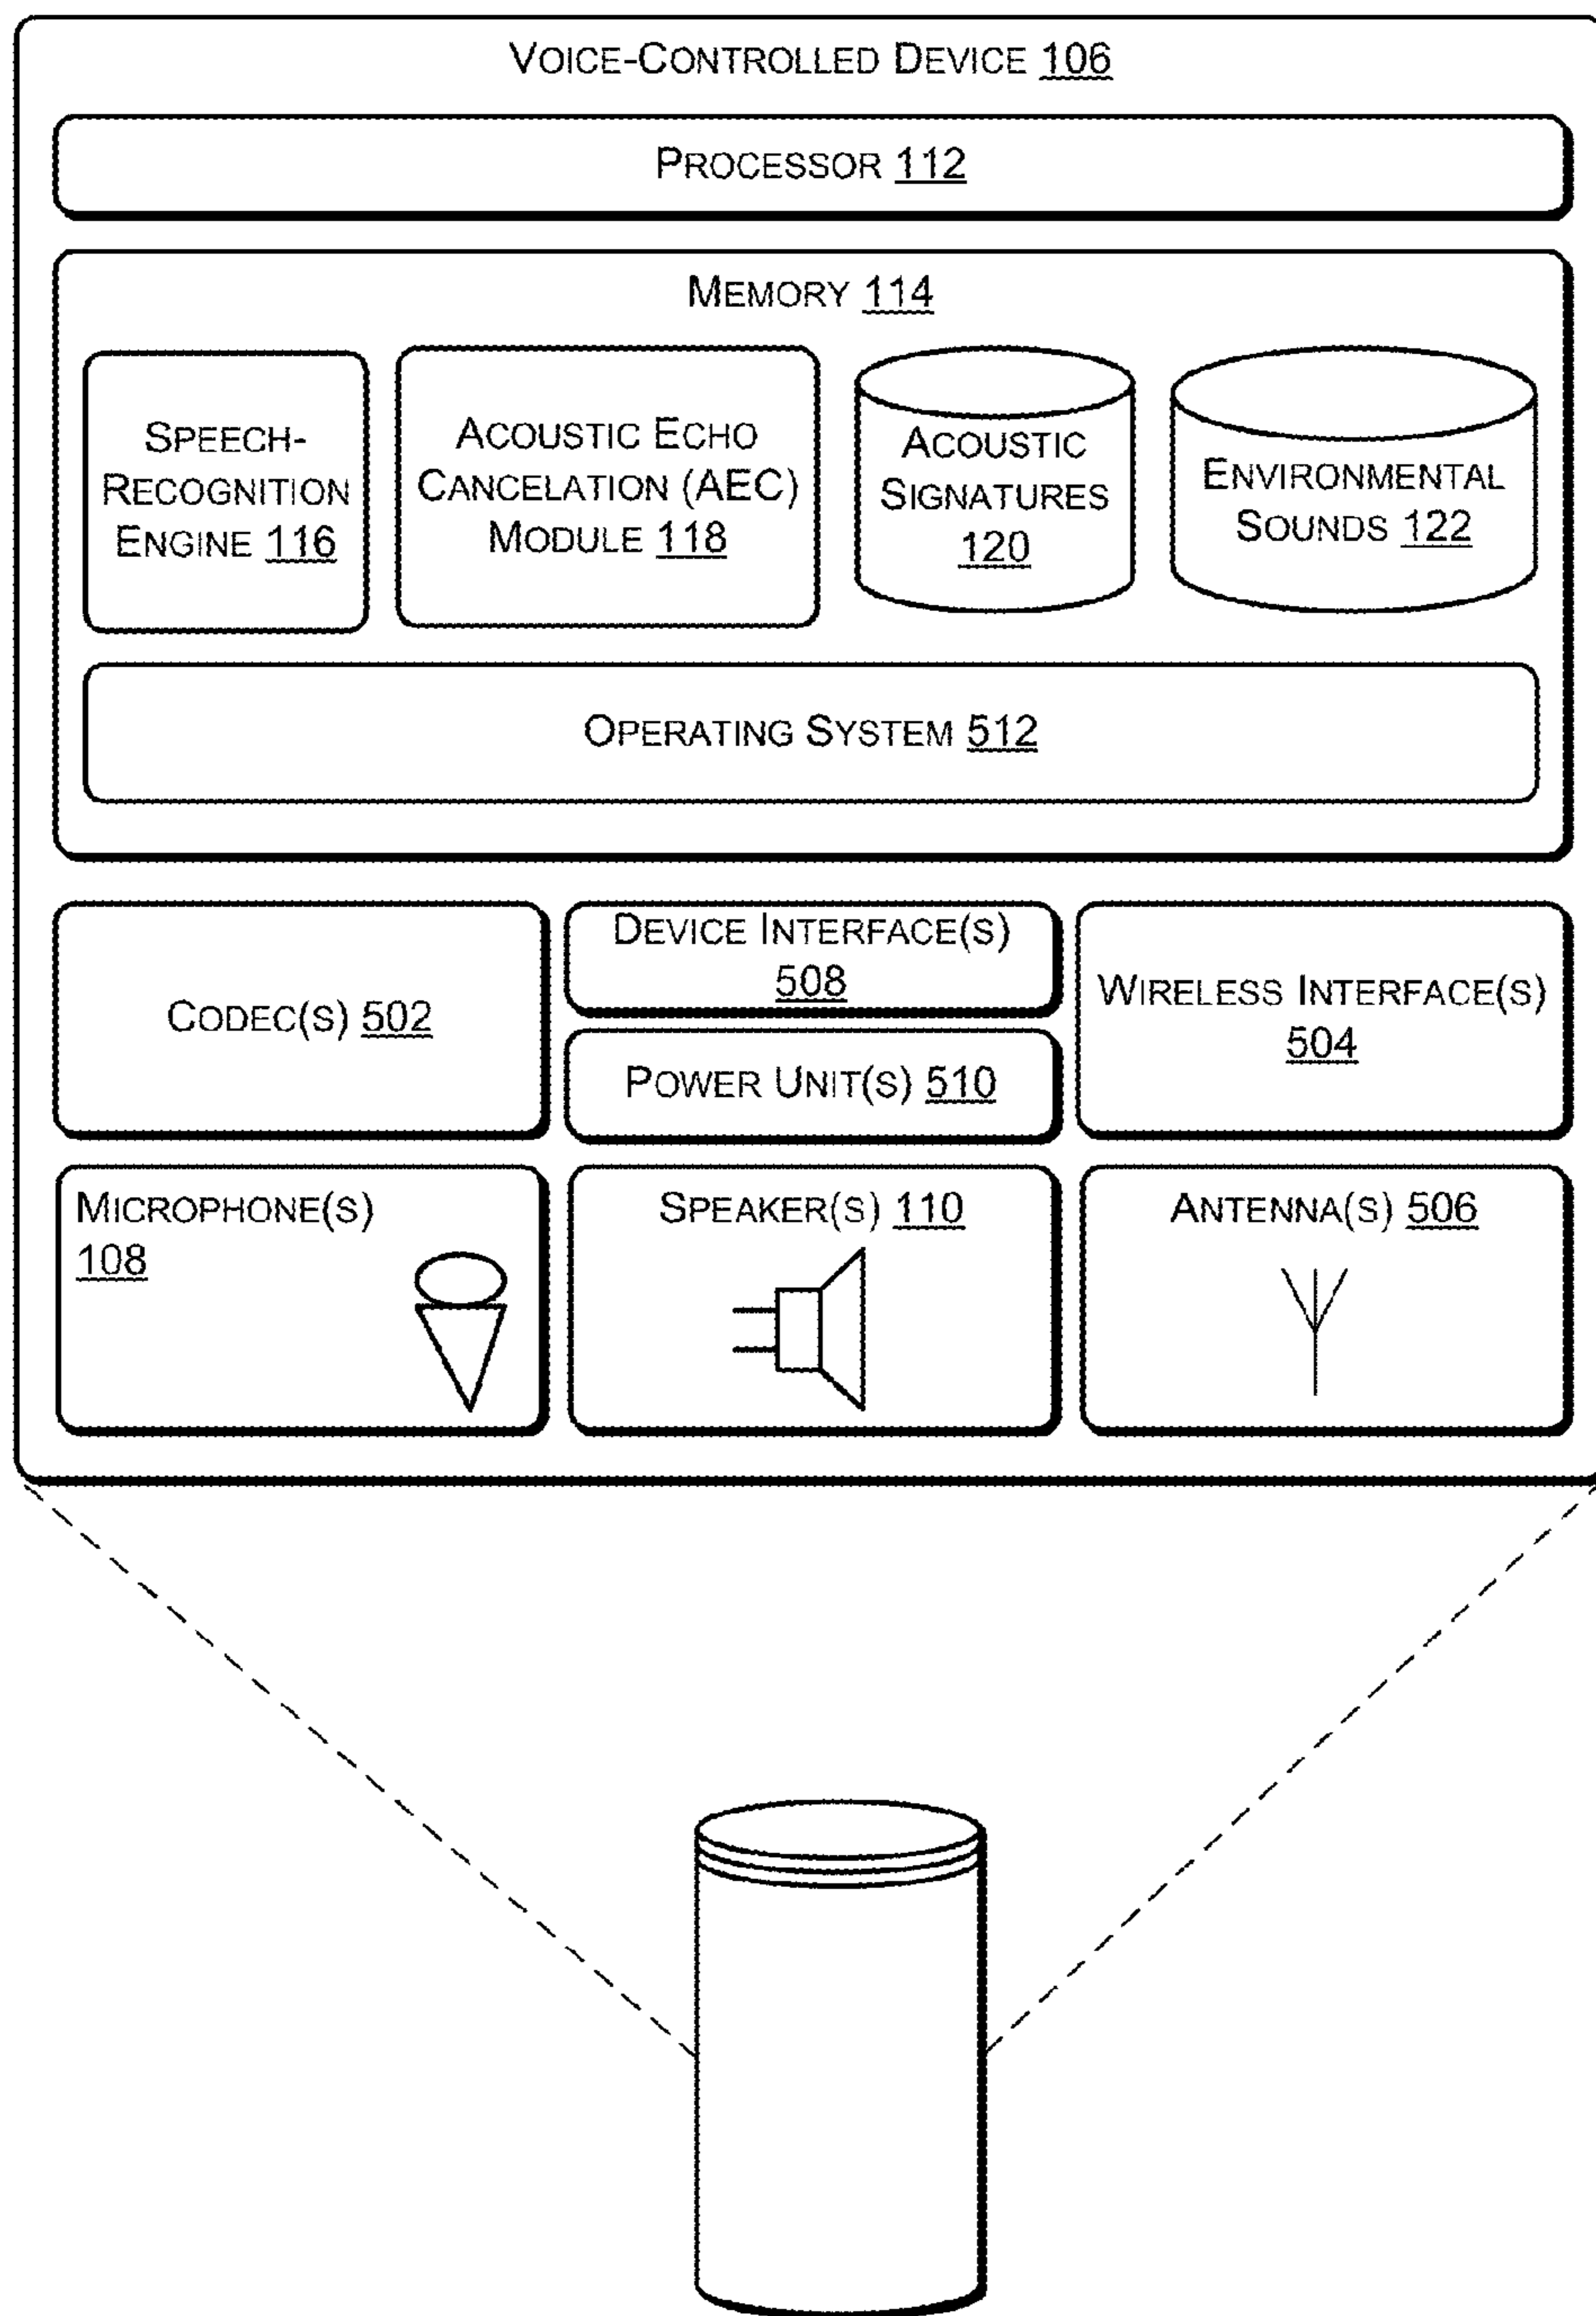 VOICE-CONTROLLED DEVICE 106
PROCESSOR 112
MEMORY 114
SPEECH-
RECOGNITION
ENGINE 116
ACOUSTIC ECHO
CANCELATION (AEC)
MODULE 118
ACOUSTIC
SIGNATURES
120
ENVIRONMENTAL
SOUNDS 122
OPERATING SYSTEM 512
CODEC(S) 502
DEVICE INTERFACE(S)
508
POWER UNIT(S) 510
WIRELESS INTERFACE(S)
504
MICROPHONE(S)
108
SPEAKER(S) 110
ANTENNA(S) 506